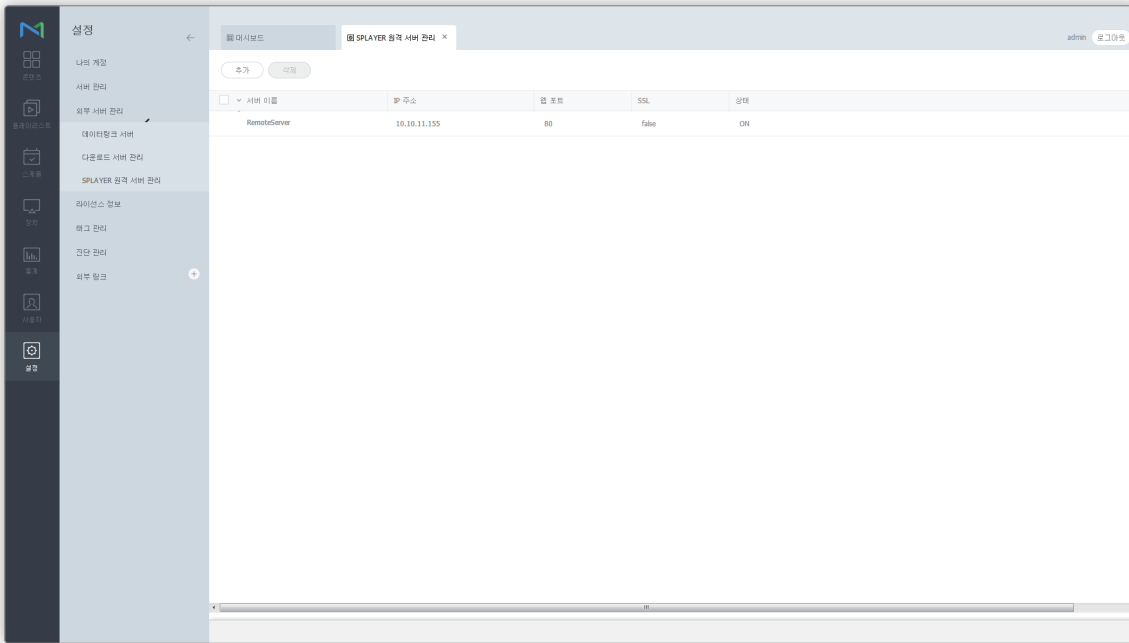 설정
나의 계정
서버 관리
외부 서버 관리
데이터링크 서버
다운로드 서버 관리
SPLAYER 원격 서버 관리
라이선스 정보
태그 관리
진단 관리
외부 링크
콘텐츠
플레이리스트
스케줄
장치
통계
사용자
설정
대시보드
SPLAYER 원격 서버 관리
admin 로그아웃
추가 삭제
서버 이름 IP 주소 웹 포트 SSL 상태
RemoteServer 10.10.11.155 80 false ON